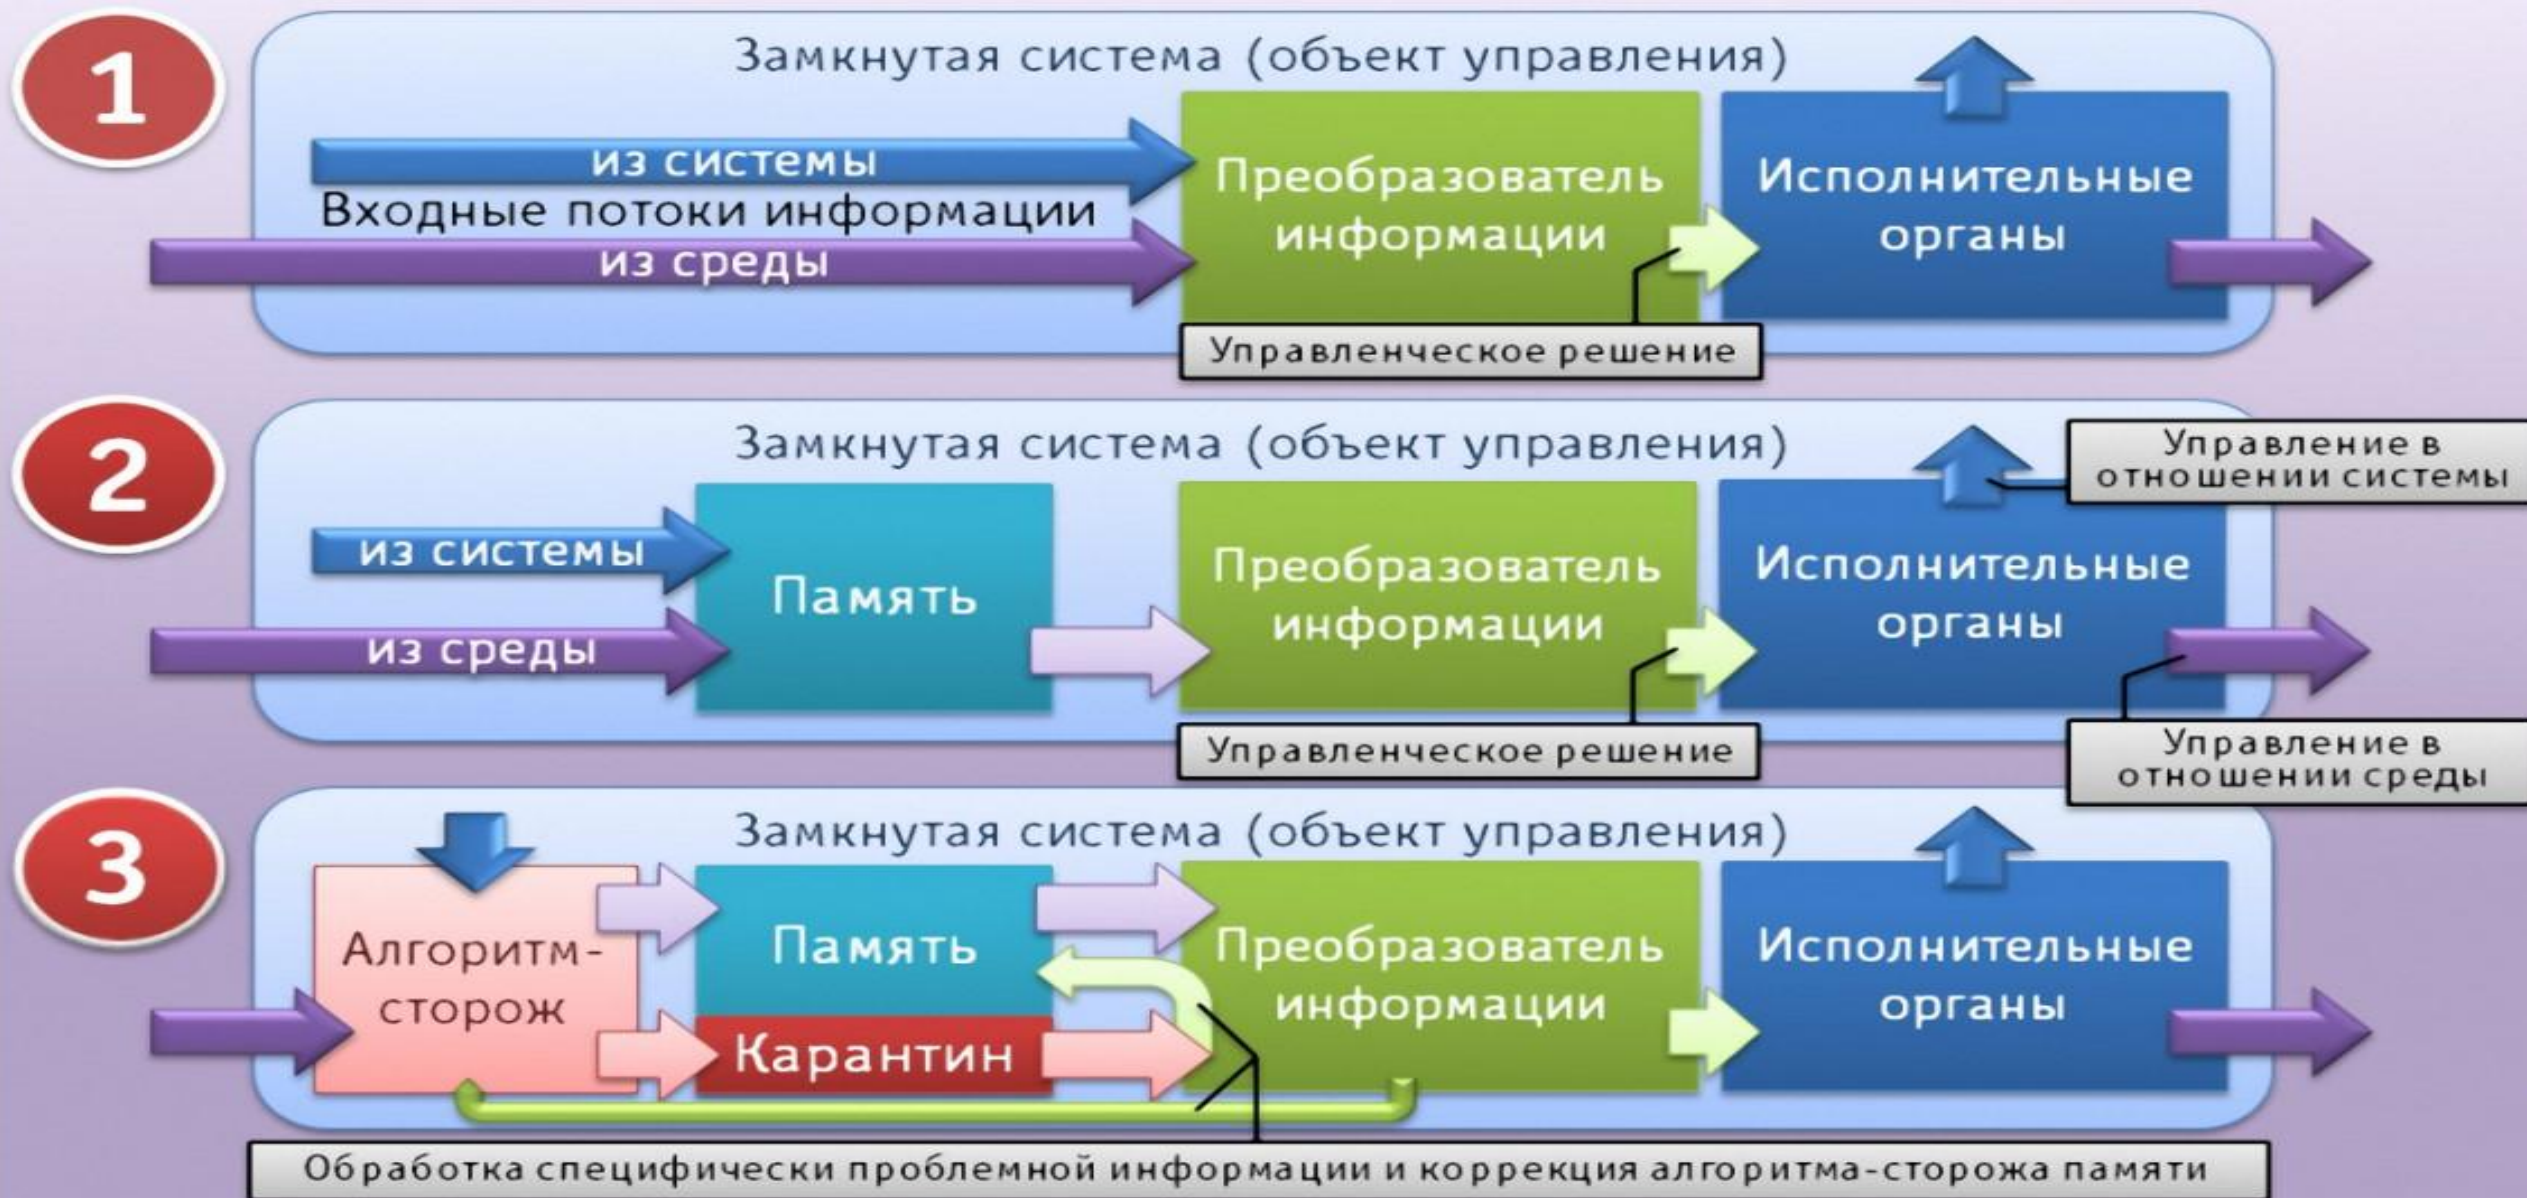 1
Замкнутая система (объект управления)
из системы
Входные потоки информации
из среды
Преобразователь
информации
Исполнительные
органы
Управленческое решение
2
Замкнутая система (объект управления)
Управление в
отношении системы
из системы
из среды
Память
Преобразователь
информации
Исполнительные
органы
Управленческое решение
Управление в
отношении среды
3
Замкнутая система (объект управления)
Алгоритм-
сторож
Память
Карантин
Преобразователь
информации
Исполнительные
органы
Обработка специфически проблемной информации и коррекция алгоритма-сторожа памяти